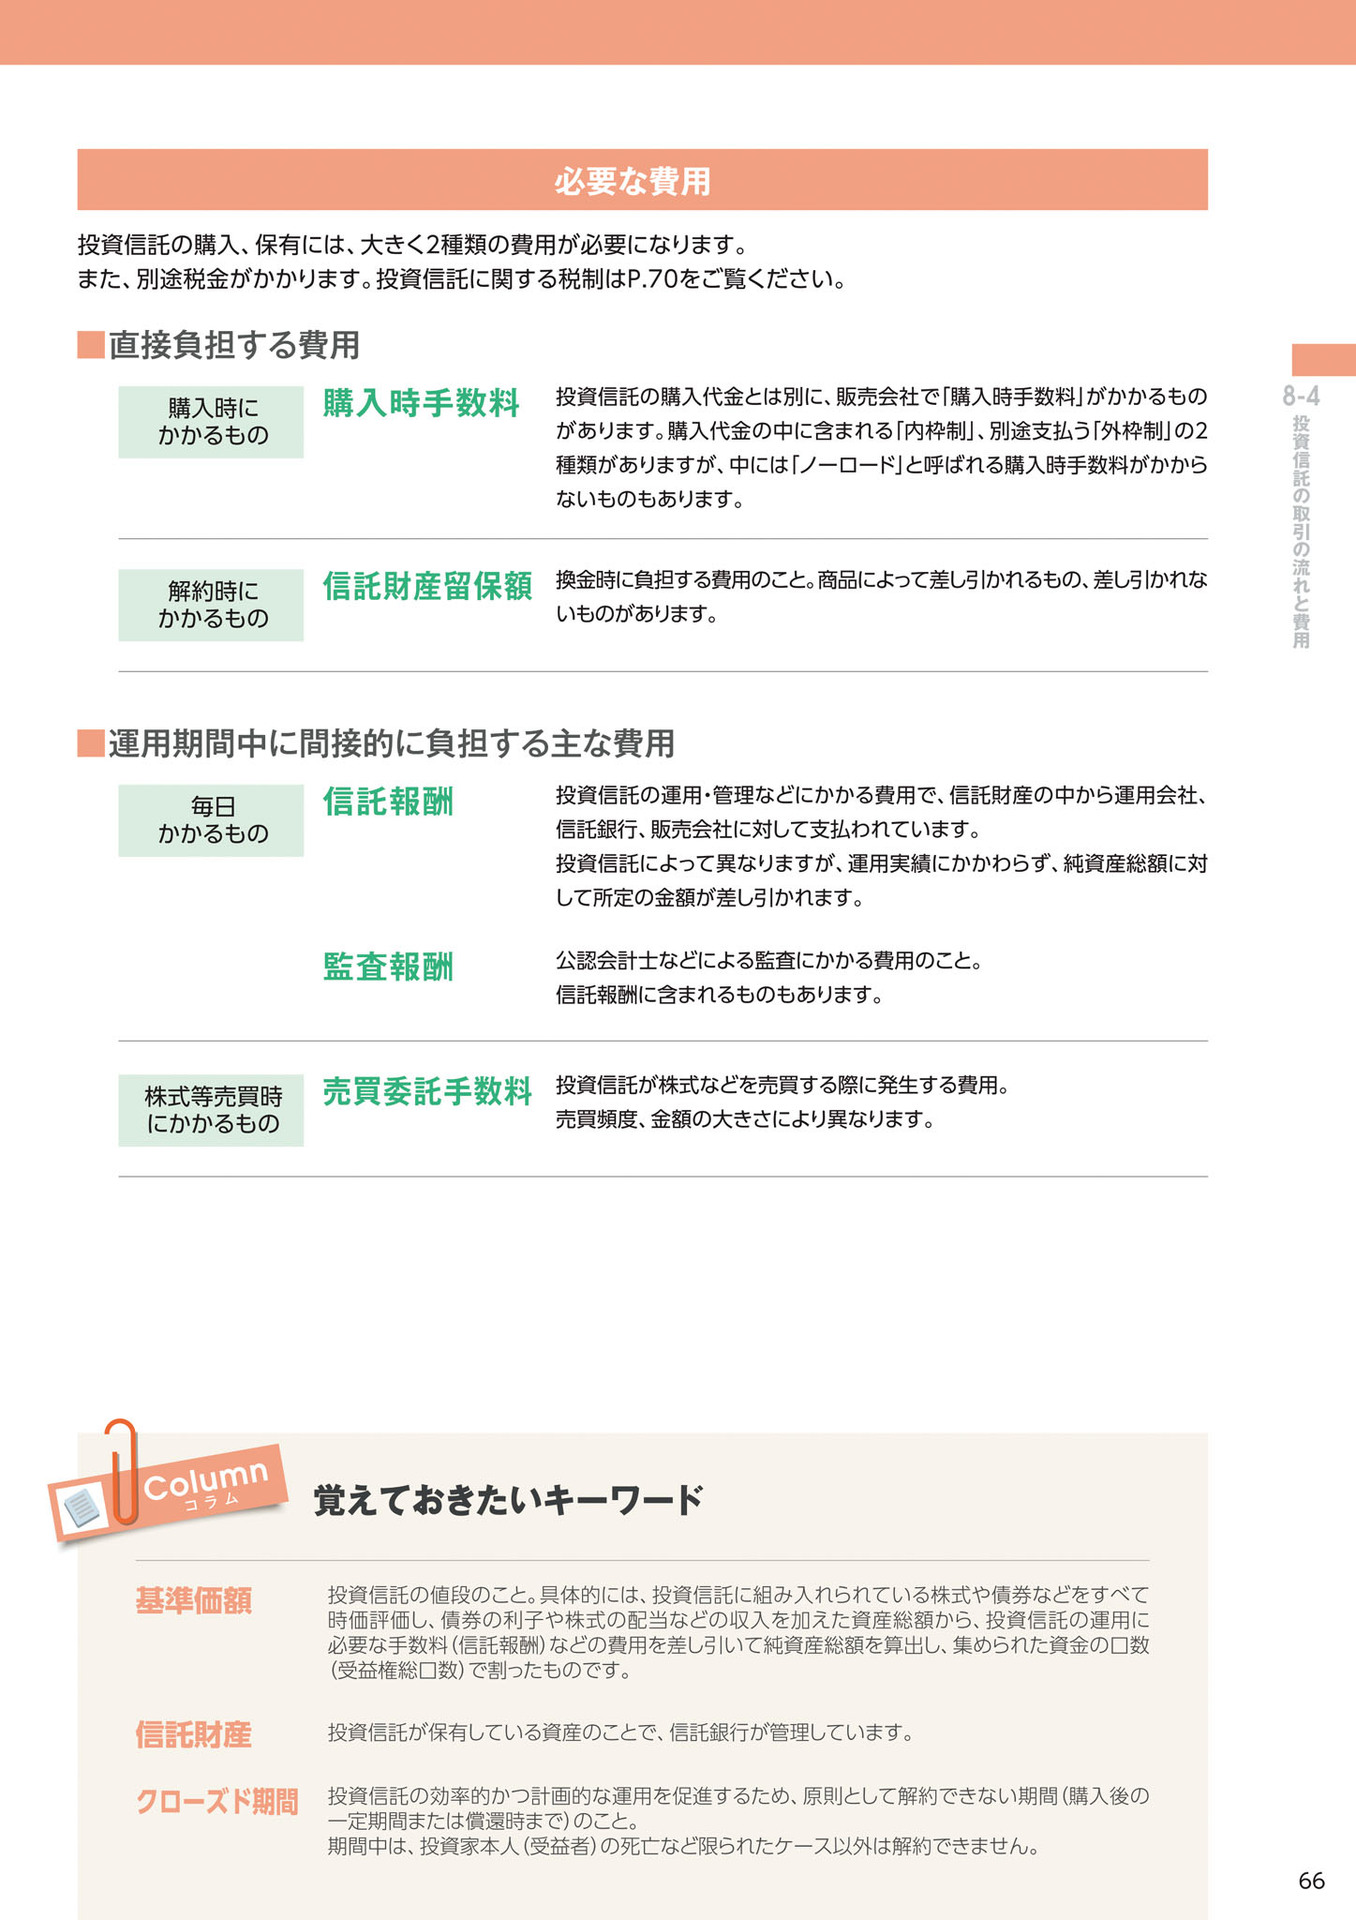 必要な費用
投資信託の購入、保有には、大きく2種類の費用が必要になります。
また、別途税金がかかります。投資信託に関する税制はP.70をご覧ください。
■直接負担する費用
購入時に
かかるもの
購入時手数料
投資信託の購入代金とは別に、販売会社で「購入時手数料」がかかるもの
があります。購入代金の中に含まれる「内枠制」、別途支払う「外枠制」の2
種類がありますが、中には「ノーロード」と呼ばれる購入時手数料がかから
ないものもあります。
解約時に
かかるもの
信託財産留保額
換金時に負担する費用のこと。商品によって差し引かれるもの、差し引かれな
いものがあります。
■運用期間中に間接的に負担する主な費用
毎日
かかるもの
信託報酬
投資信託の運用・管理などにかかる費用で、信託財産の中から運用会社、
信託銀行、販売会社に対して支払われています。
投資信託によって異なりますが、運用実績にかかわらず、純資産総額に対
して所定の金額が差し引かれます。
監査報酬
公認会計士などによる監査にかかる費用のこと。
信託報酬に含まれるものもあります。
株式等売買時
にかかるもの
売買委託手数料
投資信託が株式などを売買する際に発生する費用。
売買頻度、金額の大きさにより異なります。
8-4
投資信託の取引の流れと費用
Column
コラム
覚えておきたいキーワード
基準価額
投資信託の値段のこと。具体的には、投資信託に組み入れられている株式や債券などをすべて
時価評価し、債券の利子や株式の配当などの収入を加えた資産総額から、投資信託の運用に
必要な手数料（信託報酬）などの費用を差し引いて純資産総額を算出し、集められた資金の口数
（受益権総口数）で割ったものです。
信託財産
投資信託が保有している資産のことで、信託銀行が管理しています。
クローズド期間
投資信託の効率的かつ計画的な運用を促進するため、原則として解約できない期間（購入後の
一定期間または償還時まで）のこと。
期間中は、投資家本人（受益者）の死亡など限られたケース以外は解約できません。
66